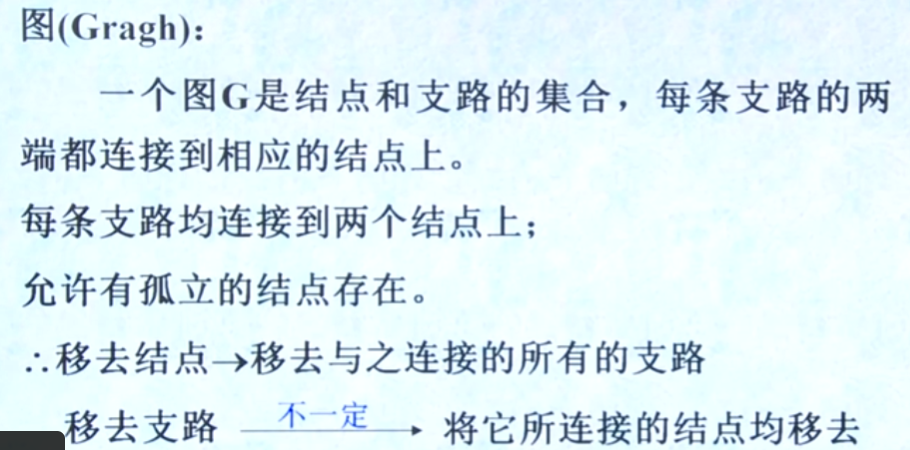 图(Gragh):
一个图G是结点和支路的集合，每条支路的两
端都连接到相应的结点上。
每条支路均连接到两个结点上；
允许有孤立的结点存在。
∴移去结点→移去与之连接的所有的支路
移去支路 不一定→ 将它所连接的结点均移去